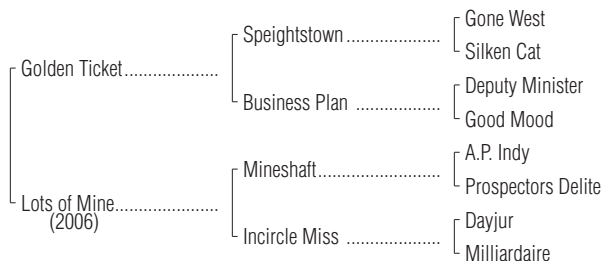 Gone West
Speightstown
Silken Cat
Golden Ticket
Deputy Minister
Business Plan
Good Mood
A.P. Indy
Mineshaft
Prospectors Delite
Lots of Mine
(2006)
Dayjur
Incircle Miss
Milliardaire